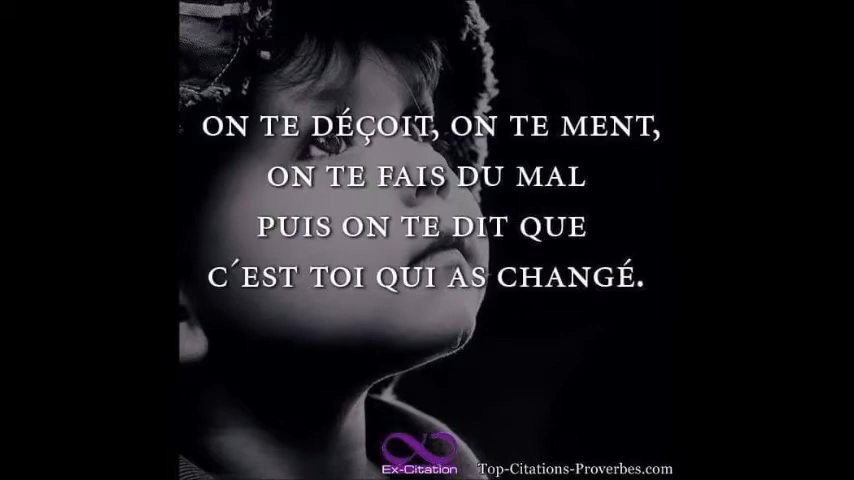 ON TE DÉÇOIT, ON TE MENT,
ON TE FAIS DU MAL
PUIS ON TE DIT QUE
C´EST TOI QUI AS CHANGÉ.
Ex-Citation
Top-Citations-Proverbes.com